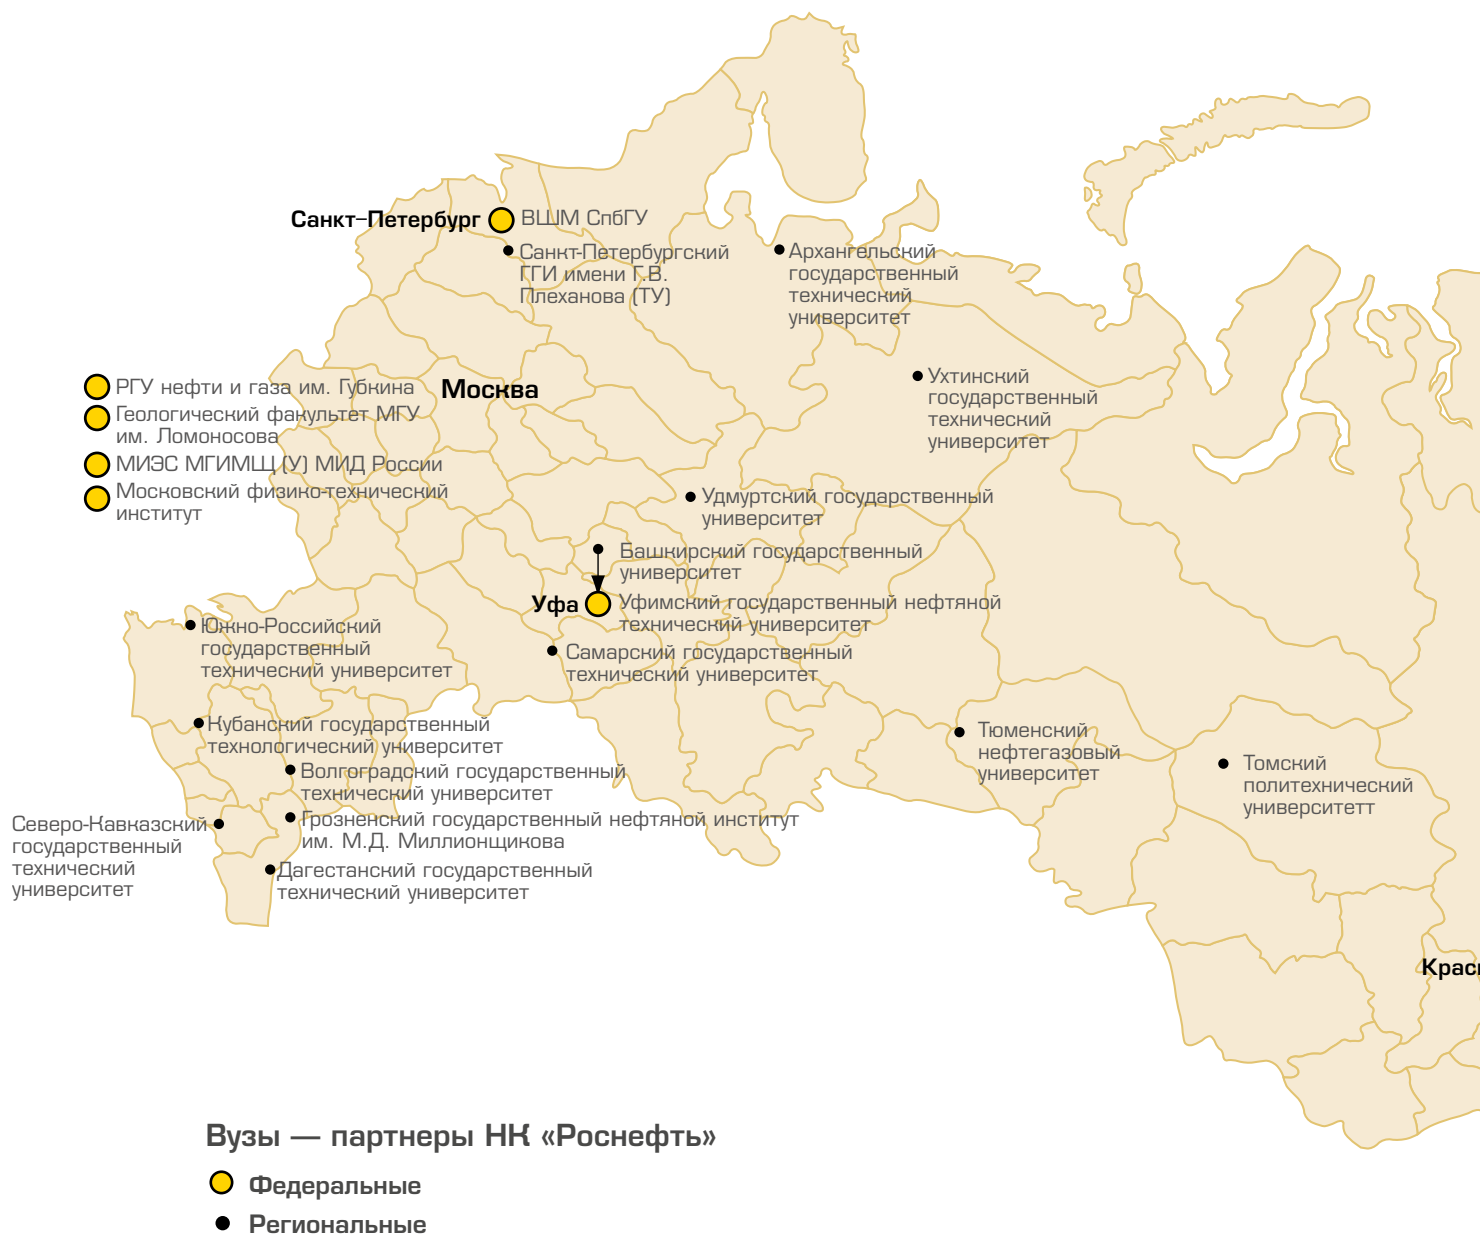 Санкт-Петербург
ВШМ СпбГУ
Санкт-Петербургский
ГГИ имени Г.В.
Плеханова (ТУ)
Архангельский
государственный
технический
университет
РГУ нефти и газа им. Губкина
Геологический факультет МГУ
им. Ломоносова
МИЭС МГИМЩ (У) МИД России
Московский физико-технический
институт
Москва
Ухтинский
государственный
технический
университет
Удмуртский государственный
университет
Башкирский государственный
университет
Уфа
Уфимский государственный нефтяной
технический университет
Самарский государственный
технический университет
Южно-Российский
государственный
технический университет
Кубанский государственный
технологический университет
Волгоградский государственный
технический университет
Северо-Кавказский
государственный
технический
университет
Грозненский государственный нефтяной институт
им. М.Д. Миллионщикова
Дагестанский государственный
технический университет
Тюменский
нефтегазовый
университет
Томский
политехнический
университетт
Вузы — партнеры НК «Роснефть»
Федеральные
Региональные